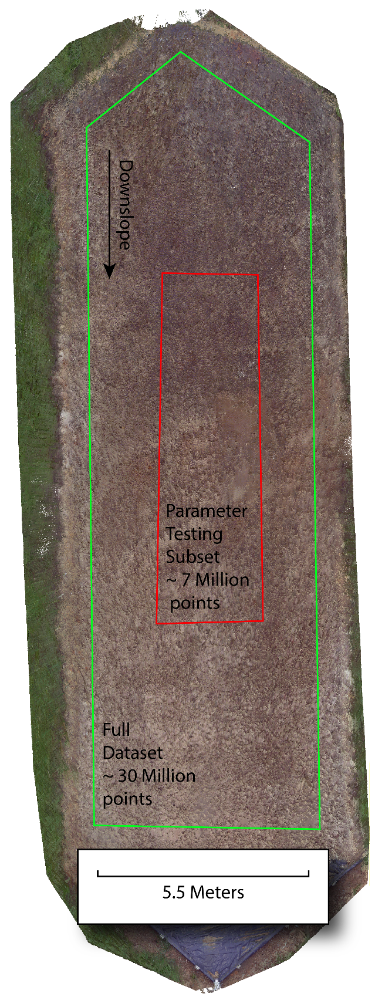 Downslope
Parameter
Testing
Subset
~ 7 Million
points
Full
Dataset
~ 30 Million
points
5.5 Meters